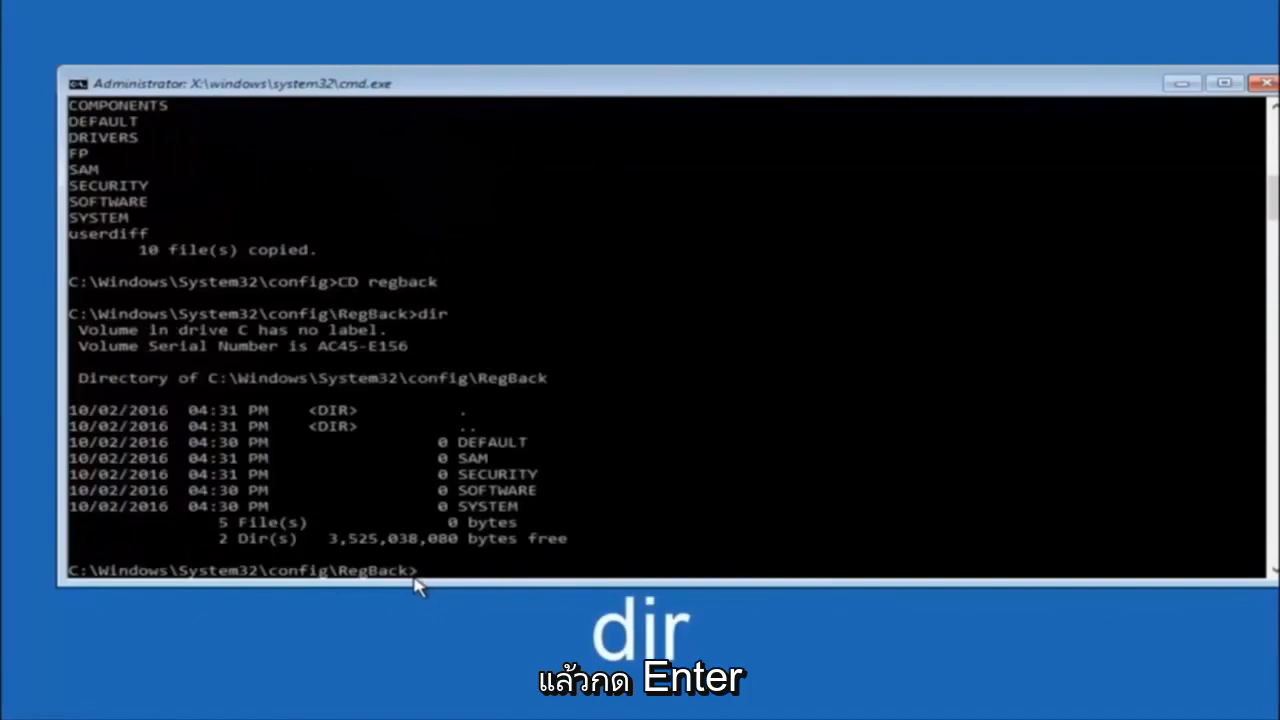 Administrator: X:\windows\system32\cmd.exe
COMPONENTS
DEFAULT
DRIVERS
FP
SAM
SECURITY
SOFTWARE
SYSTEM
userdiff
10 file(s) copied.
C:\Windows\System32\config>CD regback
C:\Windows\System32\config\RegBack>dir
Volume in drive C has no label.
Volume Serial Number is AC45-E156
Directory of C:\Windows\System32\config\RegBack
10/02/2016 04:31 PM <DIR> .
10/02/2016 04:31 PM <DIR> ..
10/02/2016 04:30 PM 0 DEFAULT
10/02/2016 04:31 PM 0 SAM
10/02/2016 04:31 PM 0 SECURITY
10/02/2016 04:30 PM 0 SOFTWARE
10/02/2016 04:30 PM 0 SYSTEM
5 File(s) 0 bytes
2 Dir(s) 3,525,038,080 bytes free
C:\Windows\System32\config\RegBack>
dir
แล้วกด Enter